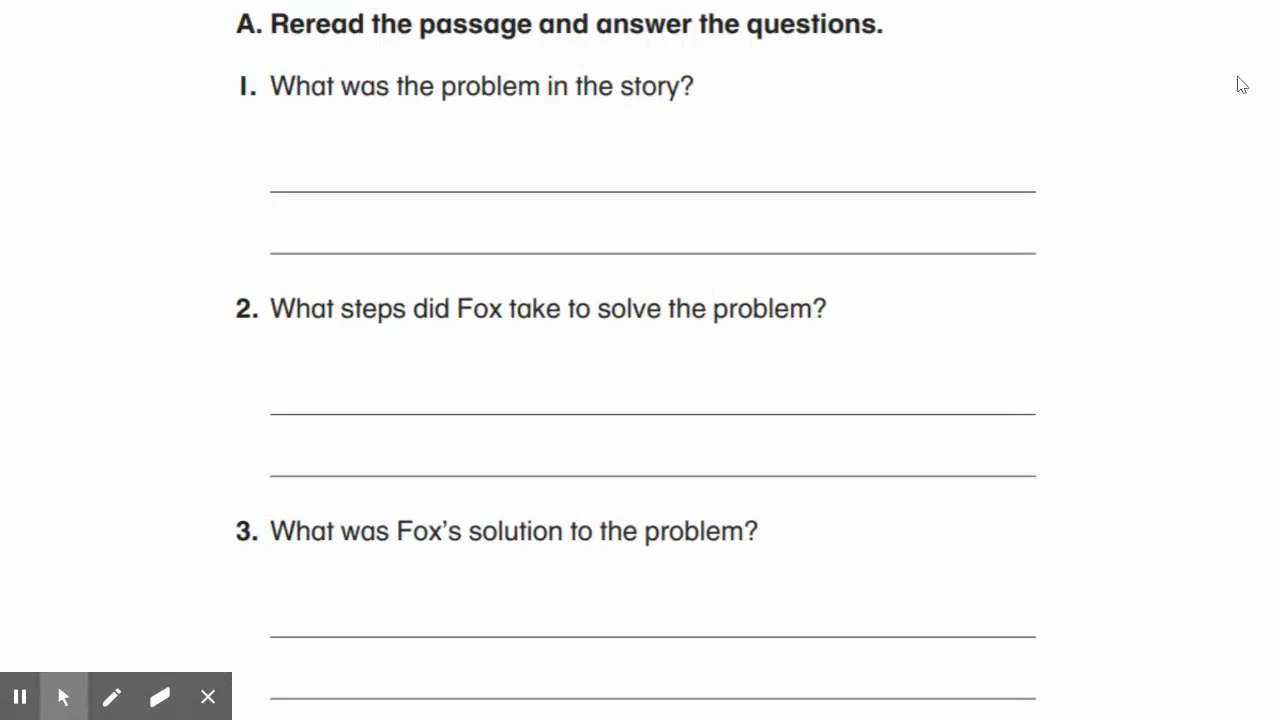 A. Reread the passage and answer the questions.
1. What was the problem in the story?
2. What steps did Fox take to solve the problem?
3. What was Fox's solution to the problem?